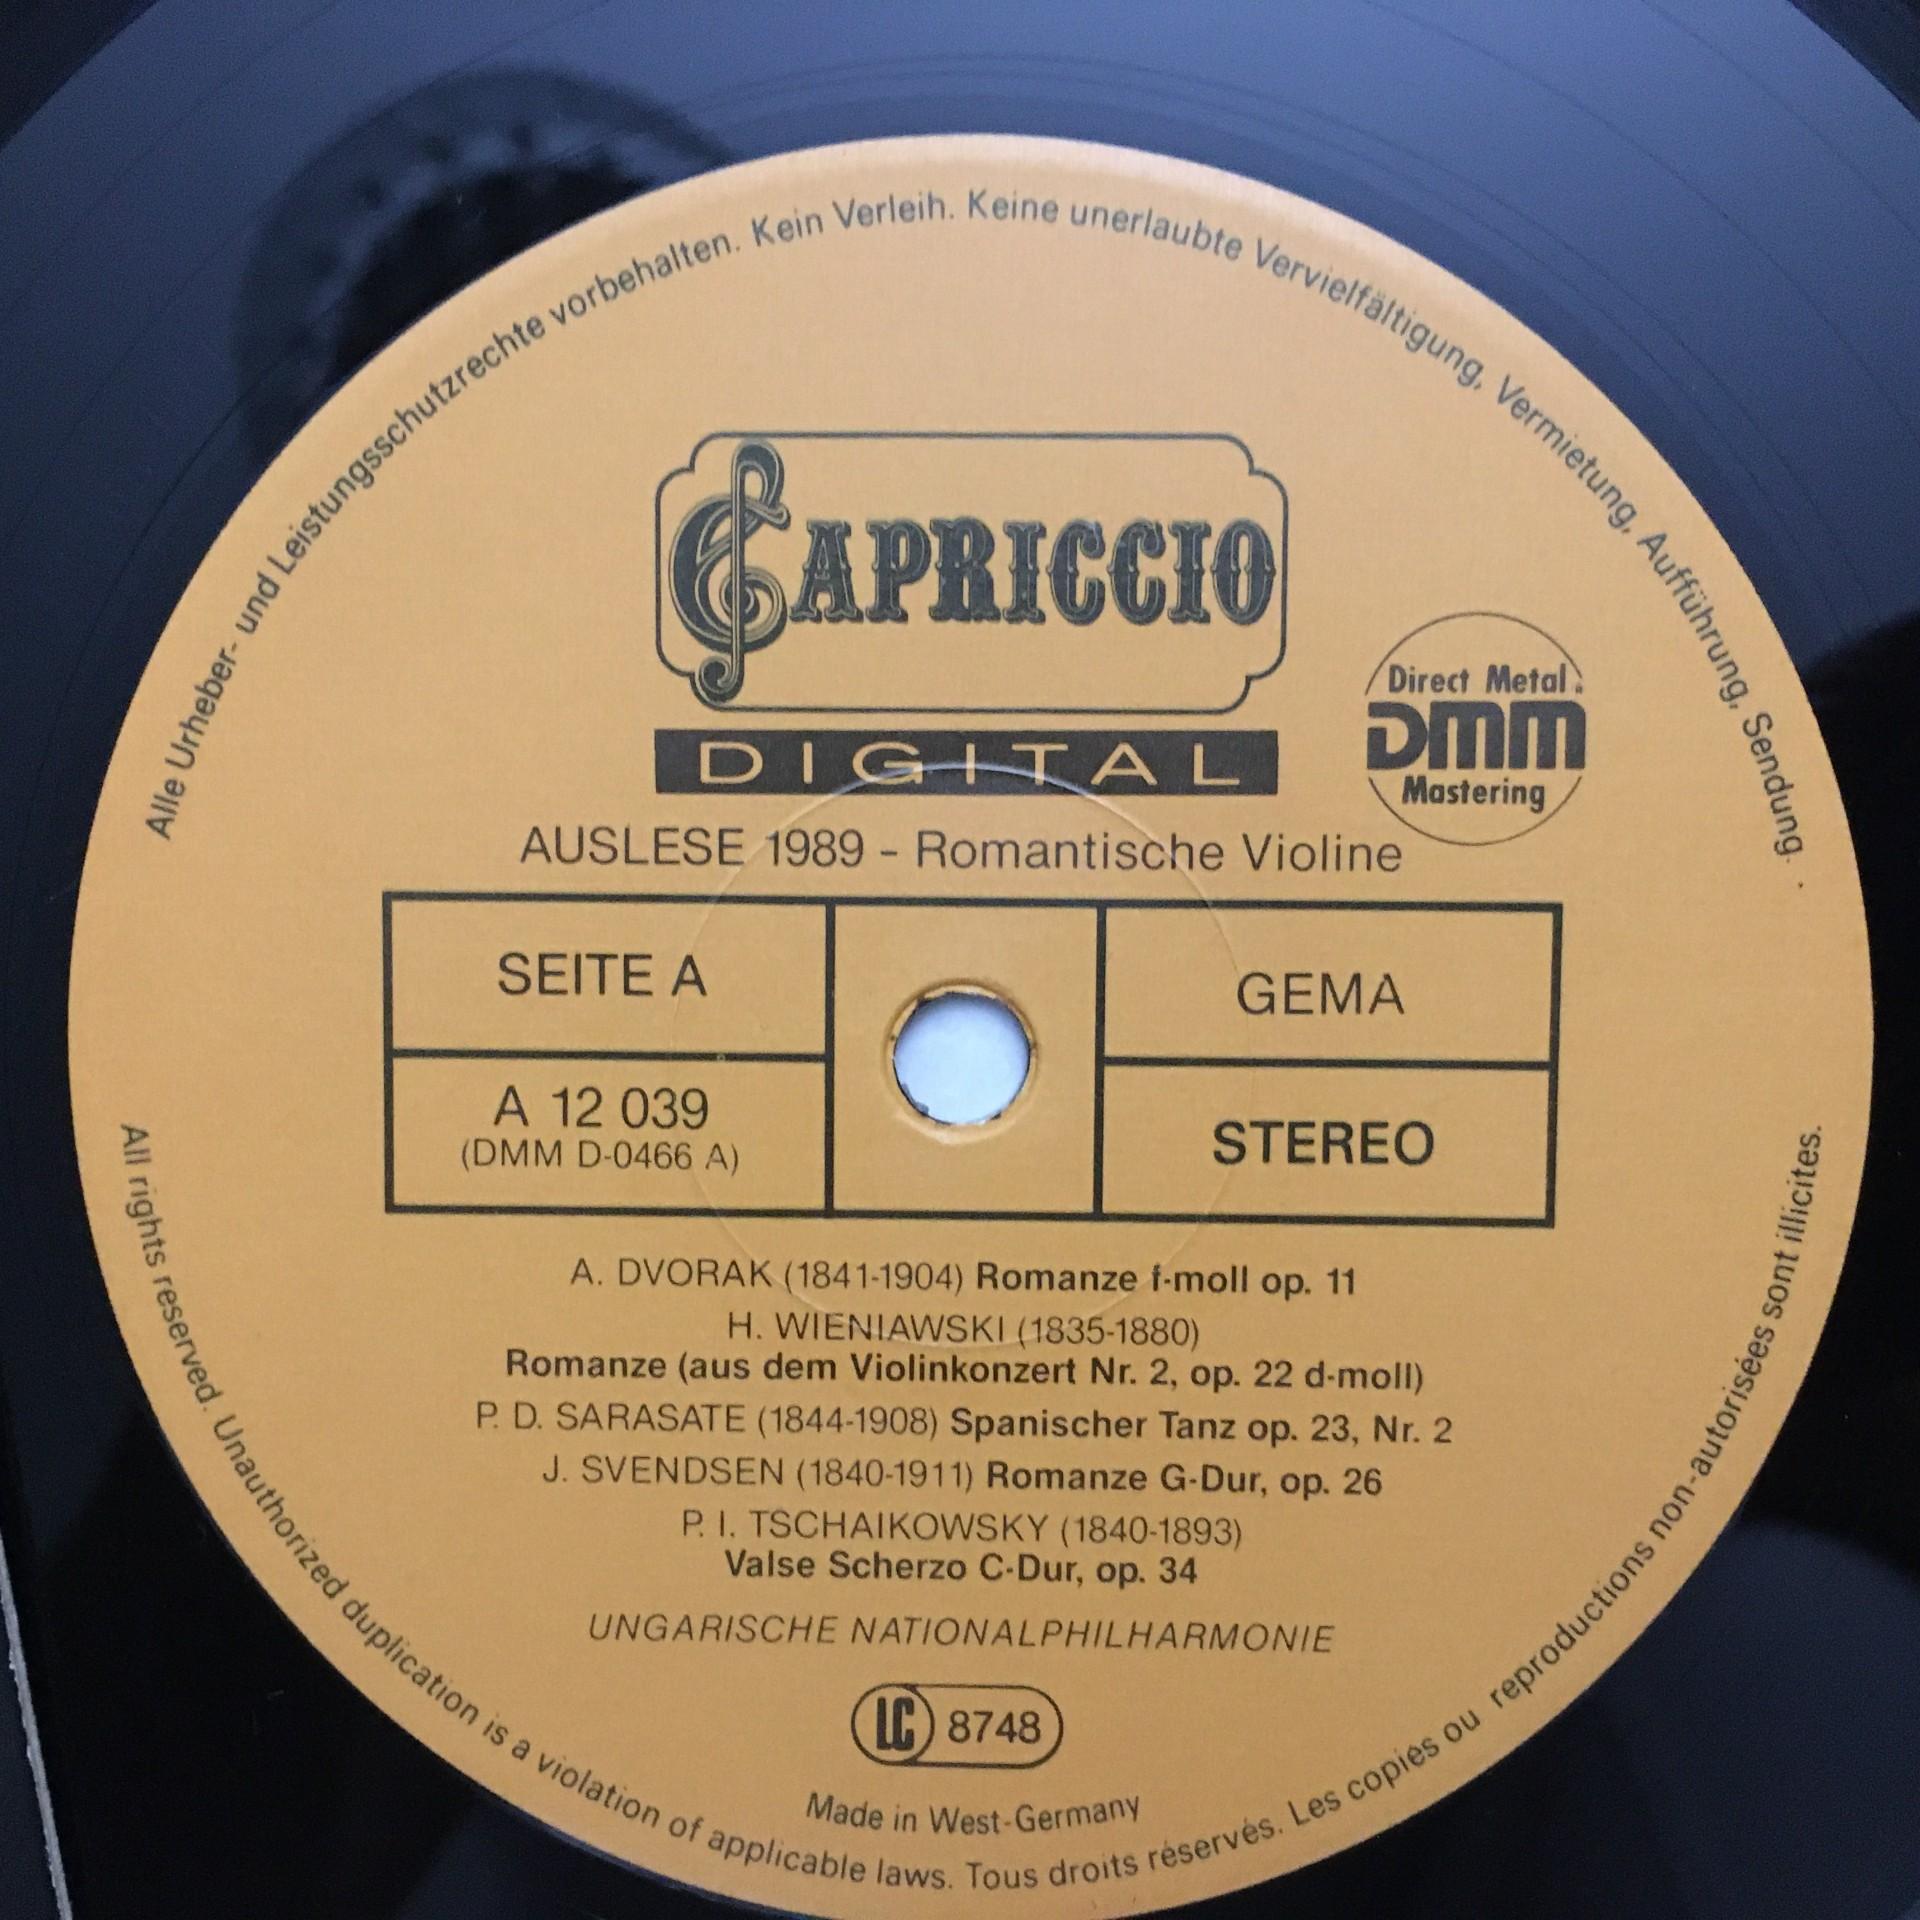 Alle Urheber- und Leistungsschutzrechte vorbehalten. Kein Verleih. Keine unerlaubte Vervielfältigung, Vermietung, Aufführung, Sendung.
CAPRICCIO
DIGITAL
Direct Metal
DMM
Mastering
AUSLESE 1989 - Romantische Violine
SEITE A
GEMA
A 12 039
(DMM D-0466 A)
STEREO
A. DVORAK (1841-1904) Romanze f-moll op. 11
H. WIENIAWSKI (1835-1880)
Romanze (aus dem Violinkonzert Nr. 2, op. 22 d-moll)
P. D. SARASATE (1844-1908) Spanischer Tanz op. 23, Nr. 2
J. SVENDSEN (1840-1911) Romanze G-Dur, op. 26
P. I. TSCHAIKOWSKY (1840-1893)
Valse Scherzo C-Dur, op. 34
UNGARISCHE NATIONALPHILHARMONIE
LC 8748
Made in West-Germany
All rights reserved. Unauthorized duplication is a violation of applicable laws. Tous droits réservés. Les copies ou reproductions non-autorisées sont illicites.